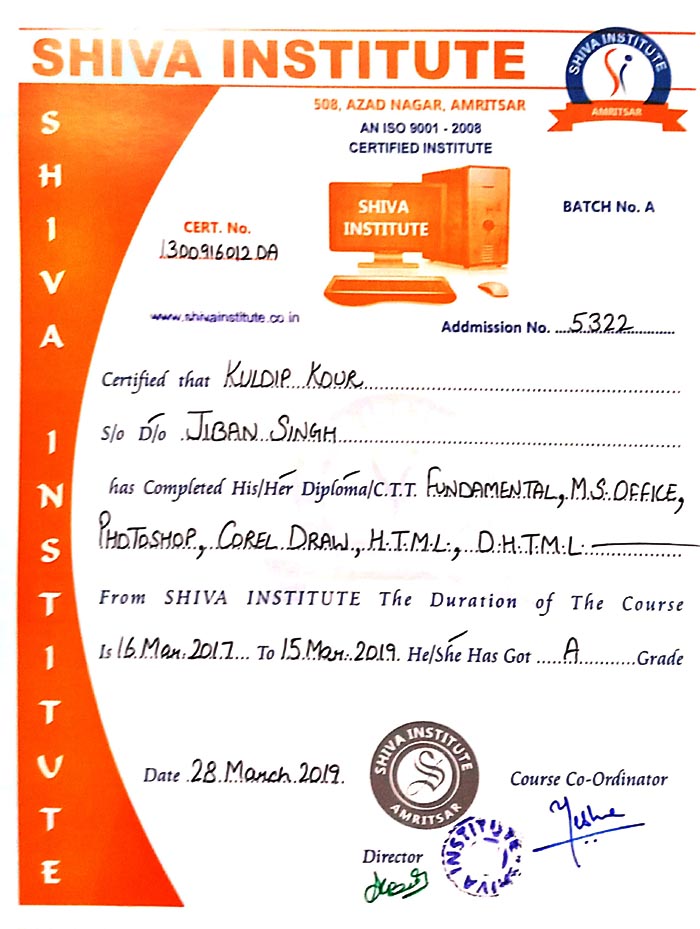 SHIVA INSTITUTE
SHIVA INSTITUTE
AMRITSAR
508, AZAD NAGAR, AMRITSAR
AN ISO 9001 - 2008
CERTIFIED INSTITUTE
SHIVA INSTITUTE
SHIVA
INSTITUTE
BATCH No. A
CERT. No.
1300916012 DA
www.shivainstitute.co.in
Addmission No. ....5322............
Certified that KULDIP KOUR
S/o D/o JIBAN SINGH
has Completed His/Her Diploma/C.T.T. FUNDAMENTAL, M.S. OFFICE,
PHOTOSHOP, COREL DRAW, H.T.M.L., D.H.T.M.L.
From SHIVA INSTITUTE The Duration of The Course
Is 16 Mar. 2017 To 15 Mar. 2019. He/She Has Got ..... A ..........Grade
Date 28 March 2019.
SHIVA INSTITUTE
AMRITSAR
Course Co-Ordinator
Director
SHIVA INSTITUTE